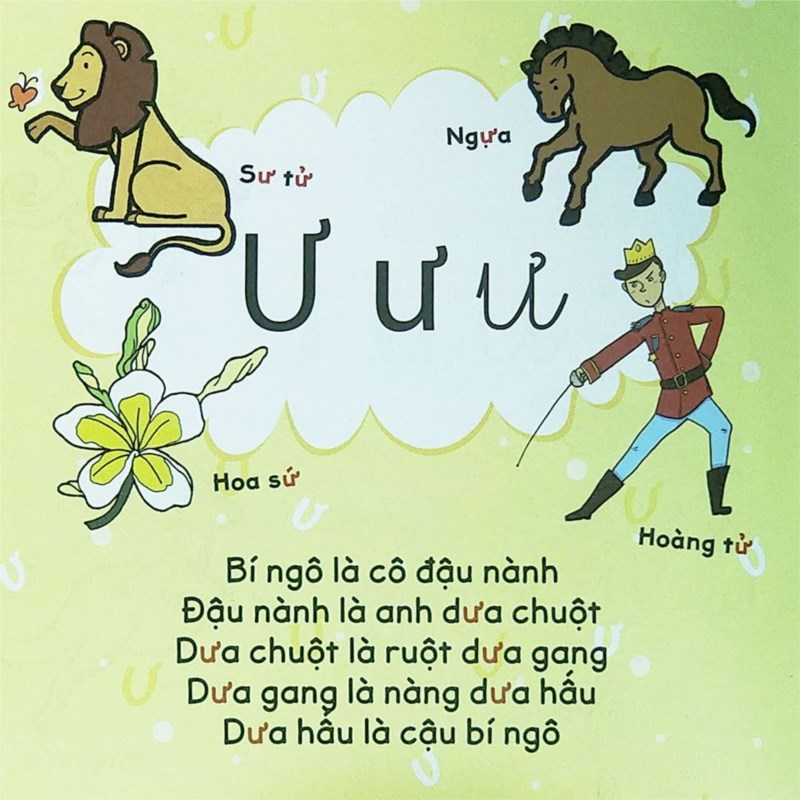 Ngựa
Sư tử
Ư ư ư
Hoa sứ
Hoàng tử
Bí ngô là cô đậu nành
Đậu nành là anh dưa chuột
Dưa chuột là ruột dưa gang
Dưa gang là nàng dưa hấu
Dưa hấu là cậu bí ngô